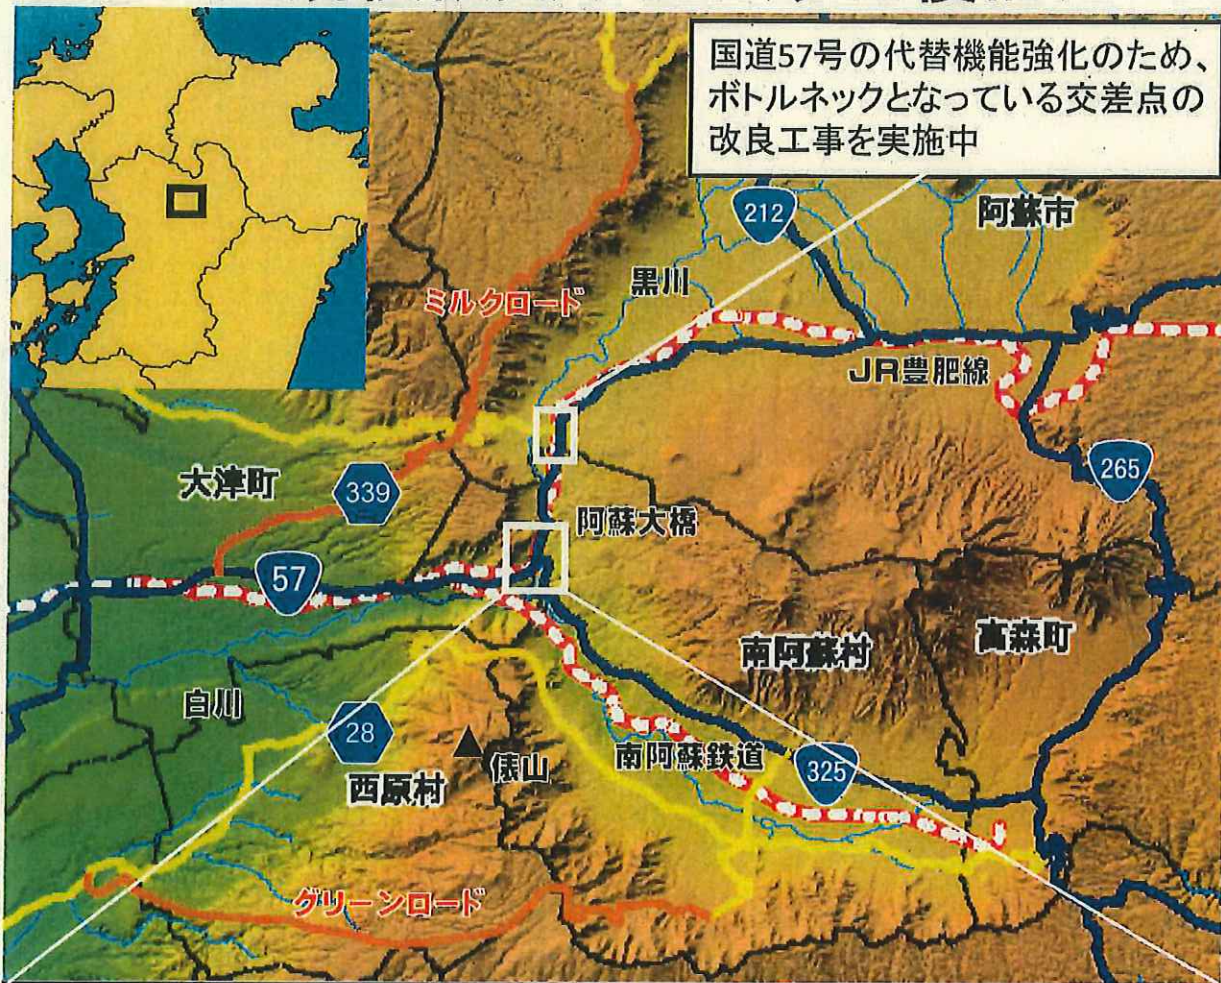 国道57号の代替機能強化のため、
ボトルネックとなっている交差点の
改良工事を実施中
212
阿蘇市
黒川
ミルクロード
JR豊肥線
大津町
339
265
阿蘇大橋
57
南阿蘇村
高森町
白川
28
俵山
南阿蘇鉄道
325
西原村
グリーンロード